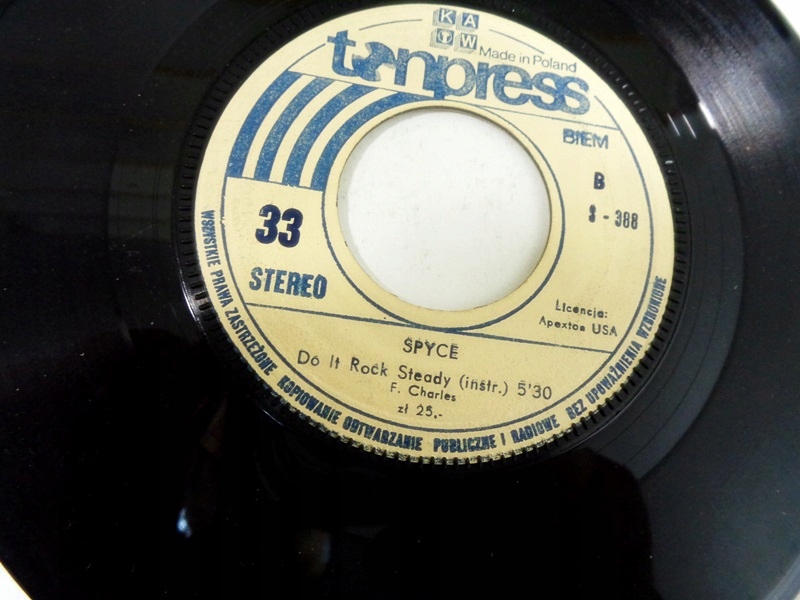 KA
TW
Made in Poland
tonpress
BIEM
B
S - 388
33
STEREO
Licencja:
Apexton USA
SPYCE
Do It Rock Steady (instr.) 5'30
F. Charles
zł 25,-
WSZYSTKIE PRAWA ZASTRZEŻONE KOPIOWANIE ODTWARZANIE PUBLICZNE I RADIOWE BEZ UPOWAŻNIENIA WZBRONIONE